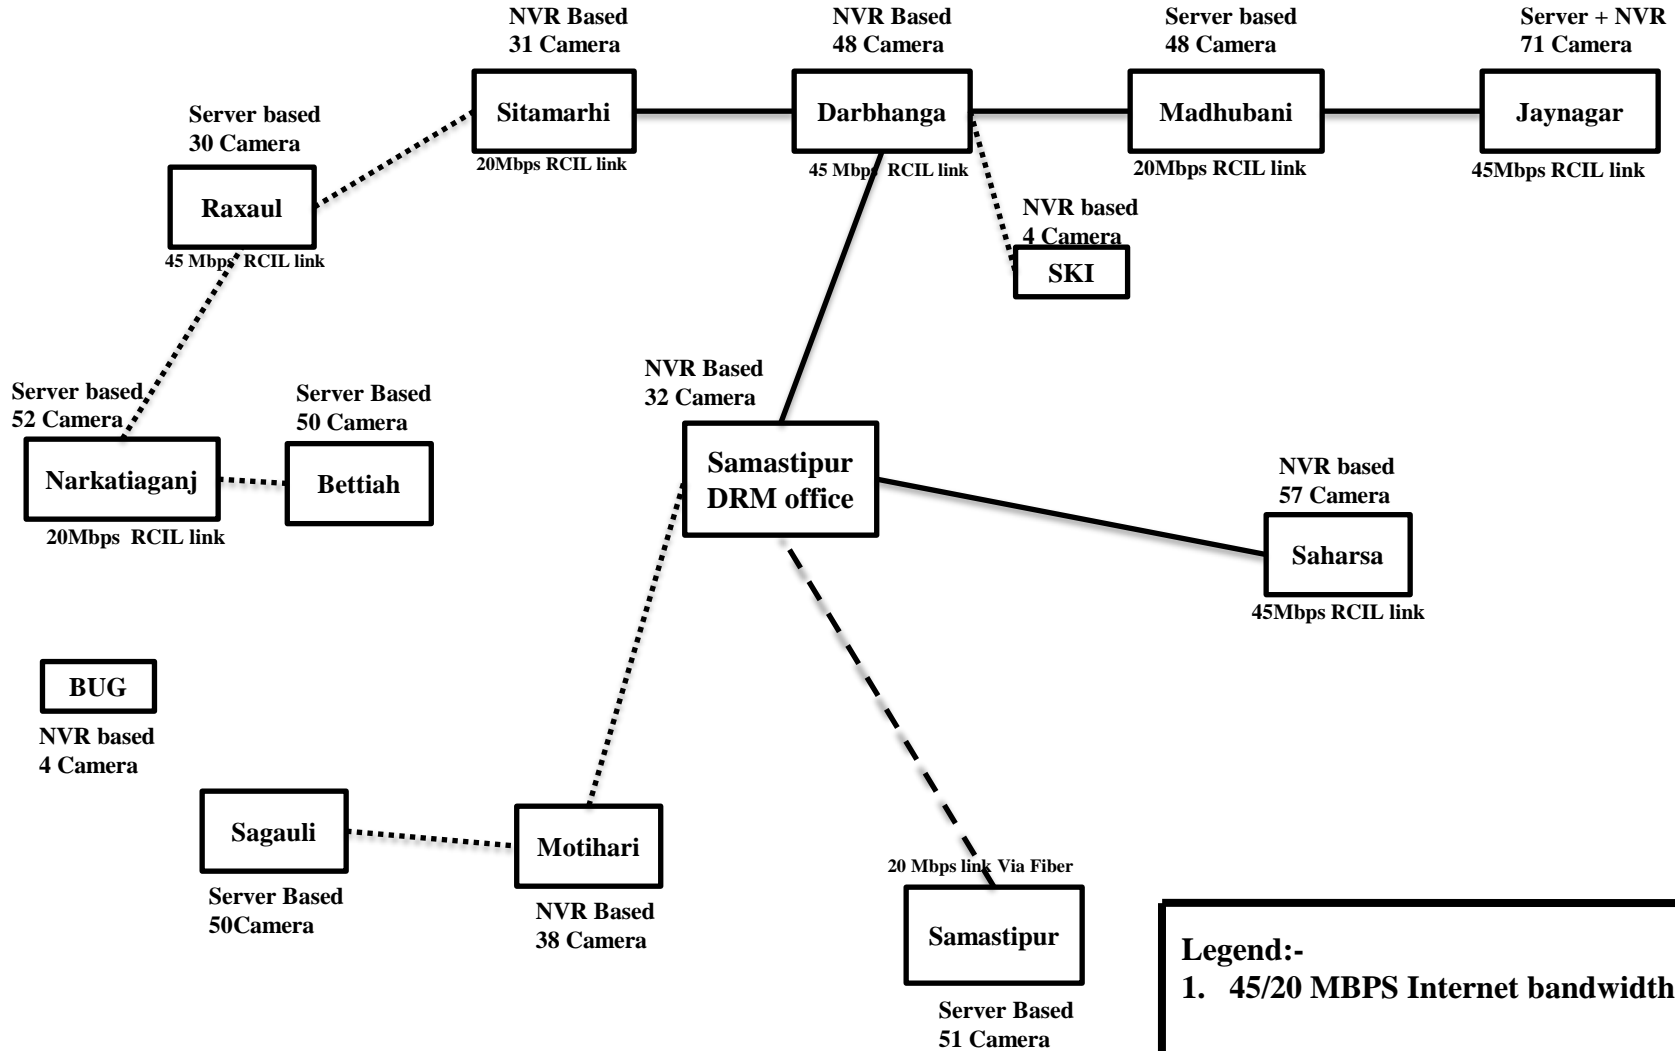 NVR Based
31 Camera
NVR Based
48 Camera
Server based
48 Camera
Server + NVR
71 Camera
Sitamarhi
Darbhanga
Madhubani
Jaynagar
20Mbps RCIL link
45 Mbps  RCIL link
20Mbps RCIL link
45Mbps RCIL link
Server based
30 Camera
Raxaul
45 Mbps  RCIL link
NVR based
4 Camera
SKI
Server based
52 Camera
Narkatiaganj
20Mbps  RCIL link
Server Based
50 Camera
Bettiah
NVR Based
32 Camera
Samastipur
DRM office
NVR based
57 Camera
Saharsa
45Mbps RCIL link
BUG
NVR based
4 Camera
Sagauli
Server Based
50Camera
Motihari
NVR Based
38 Camera
20 Mbps link Via Fiber
Samastipur
Server Based
51 Camera
Legend:-
1. 45/20 MBPS Internet bandwidth